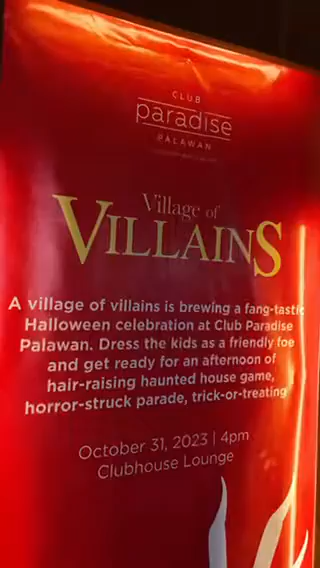 CLUB
paradise
PALAWAN
Village of
VILLAINS
A village of villains is brewing a fang-tastic
Halloween celebration at Club Paradise
Palawan. Dress the kids as a friendly foe
and get ready for an afternoon of
hair-raising haunted house game,
horror-struck parade, trick-or-treating
October 31, 2023 | 4pm
Clubhouse Lounge